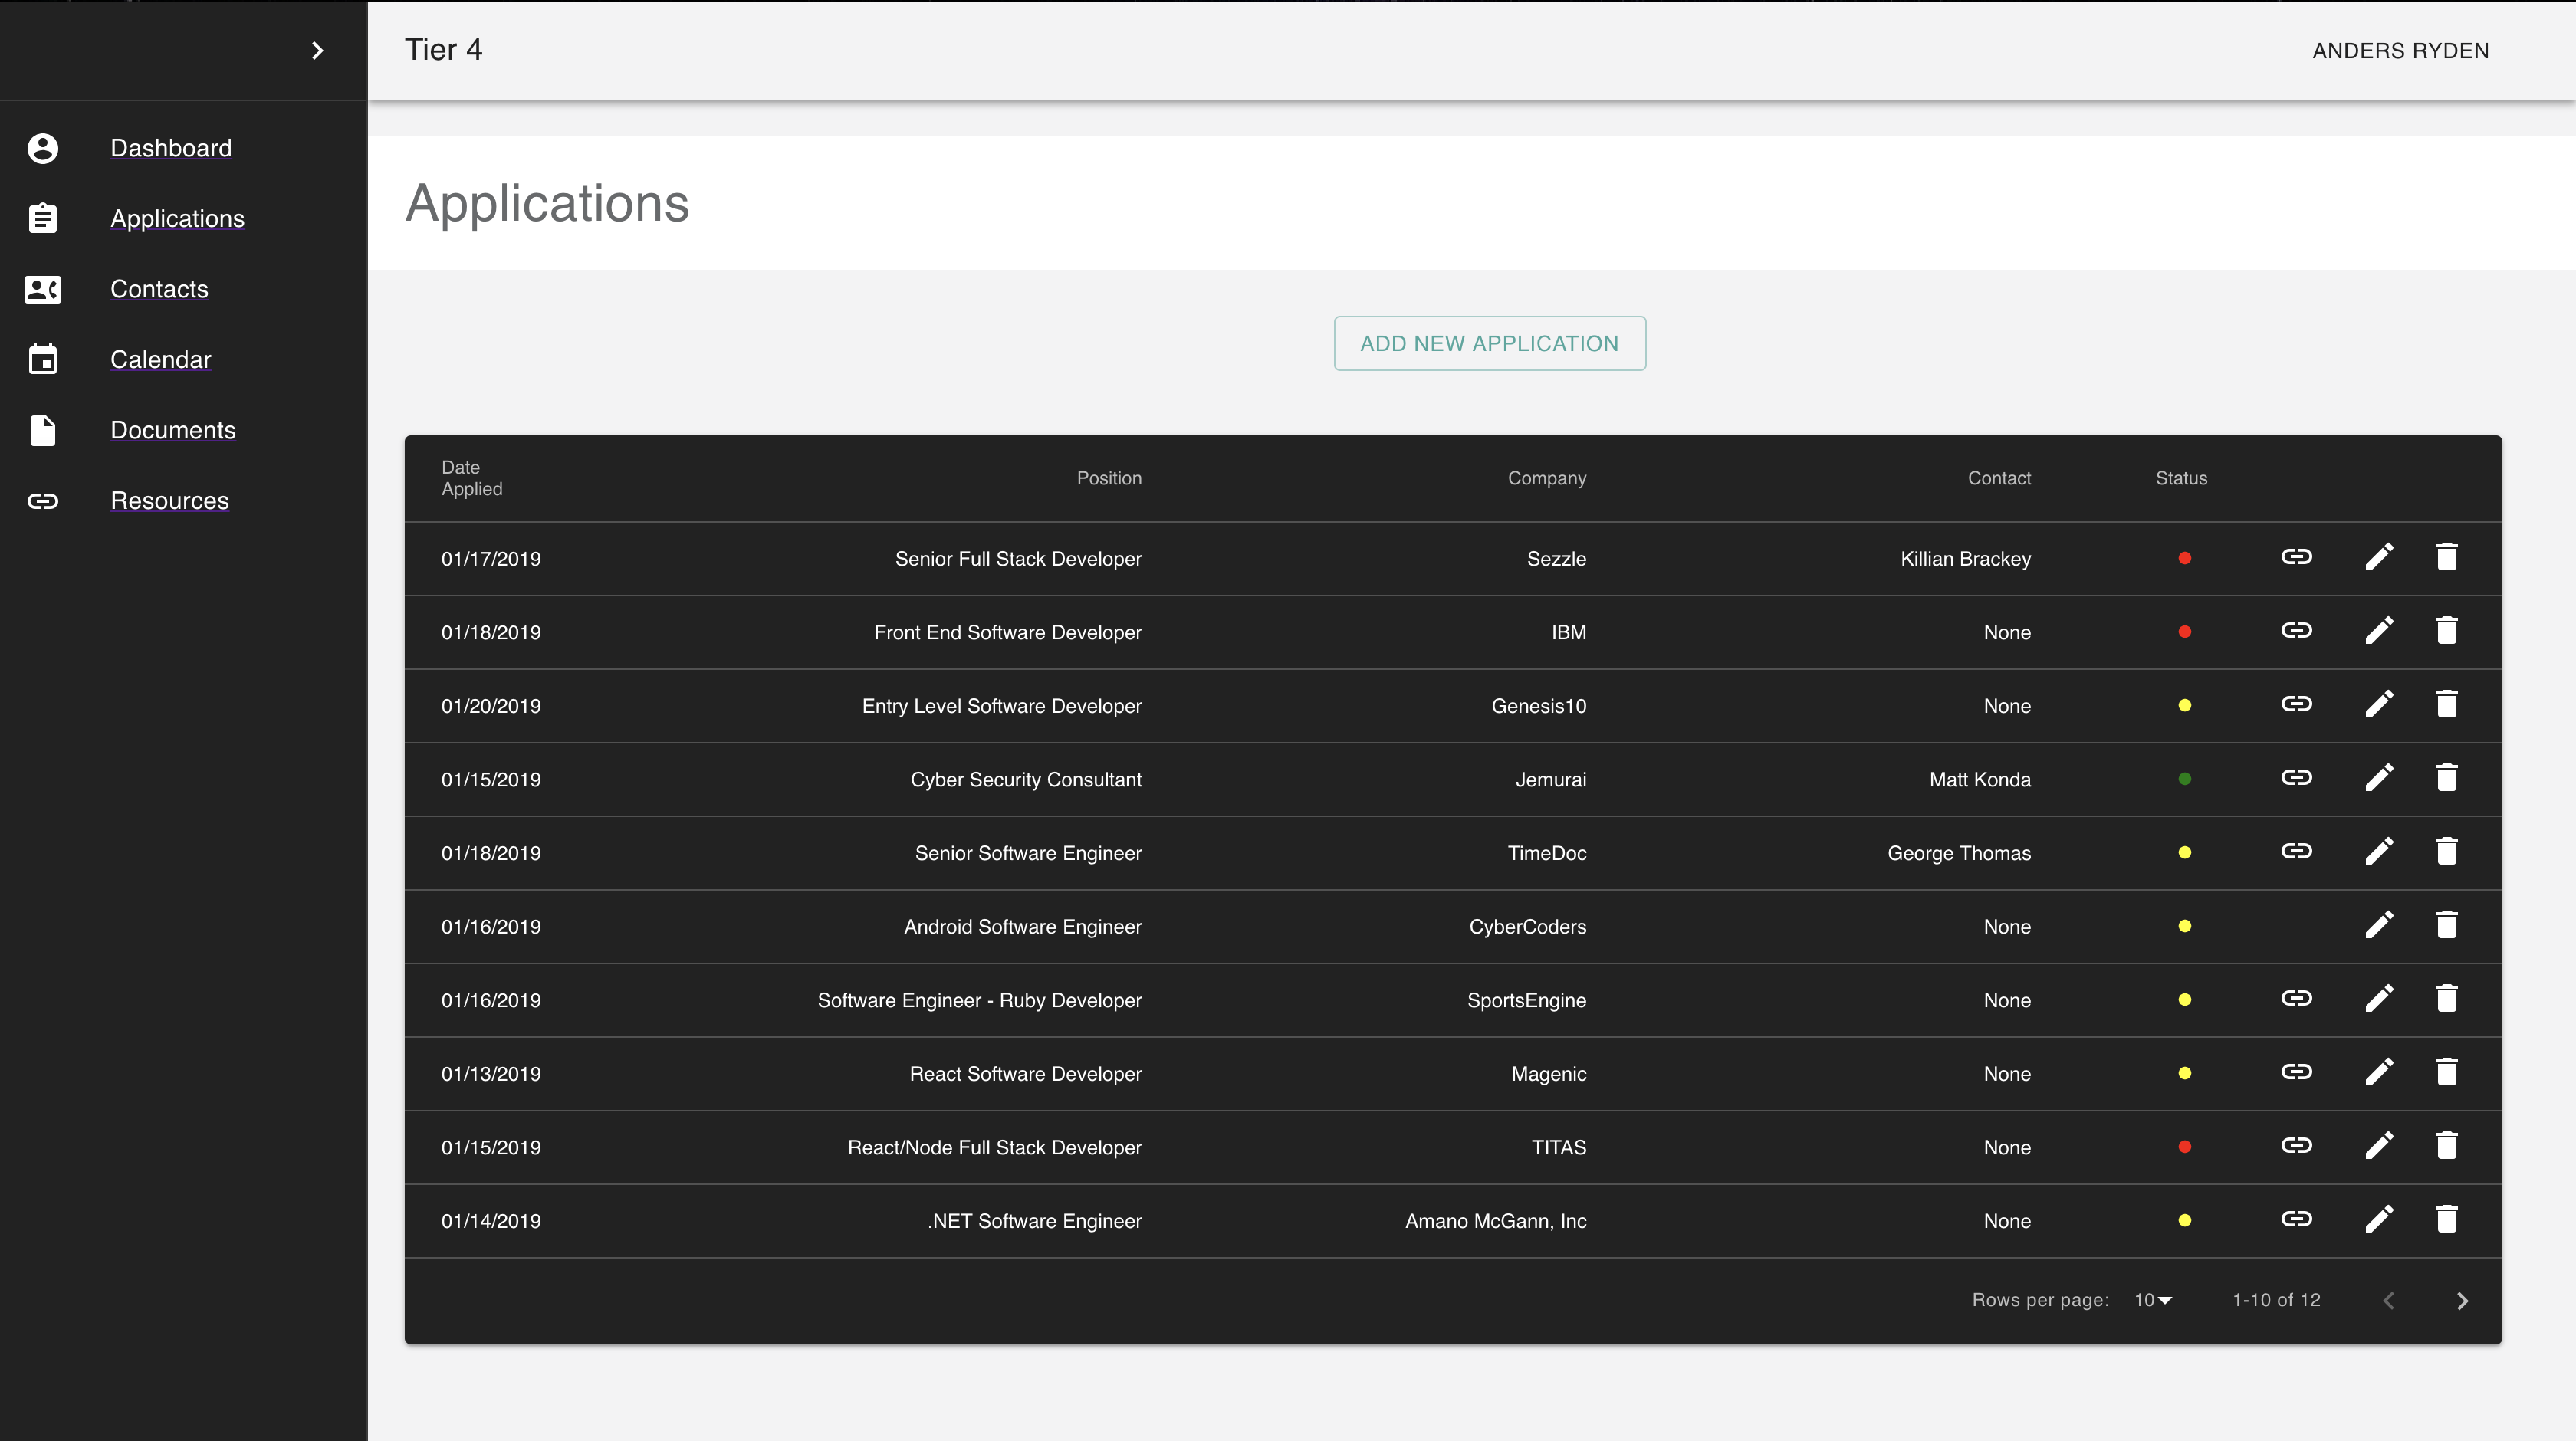 Tier 4
ANDERS RYDEN
Dashboard
Applications
Contacts
Calendar
Documents
Resources
Applications
ADD NEW APPLICATION
Date Applied Position Company Contact Status
01/17/2019 Senior Full Stack Developer Sezzle Killian Brackey
01/18/2019 Front End Software Developer IBM None
01/20/2019 Entry Level Software Developer Genesis10 None
01/15/2019 Cyber Security Consultant Jemurai Matt Konda
01/18/2019 Senior Software Engineer TimeDoc George Thomas
01/16/2019 Android Software Engineer CyberCoders None
01/16/2019 Software Engineer - Ruby Developer SportsEngine None
01/13/2019 React Software Developer Magenic None
01/15/2019 React/Node Full Stack Developer TITAS None
01/14/2019 .NET Software Engineer Amano McGann, Inc None
Rows per page: 10 1-10 of 12